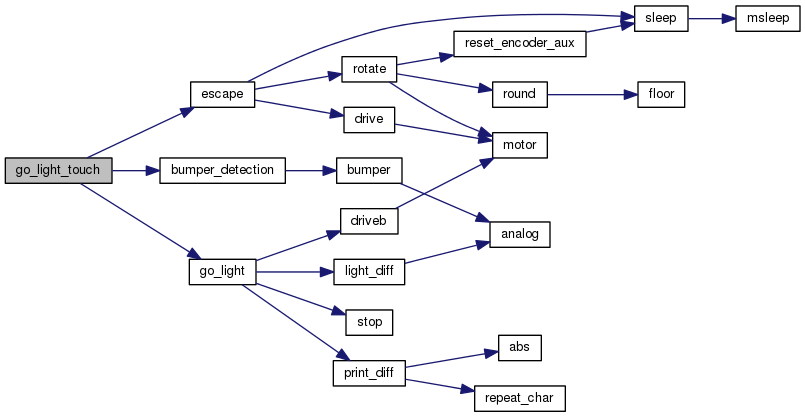 go_light_touch
escape
bumper_detection
go_light
rotate
drive
bumper
driveb
light_diff
stop
print_diff
reset_encoder_aux
round
motor
analog
abs
repeat_char
sleep
floor
msleep